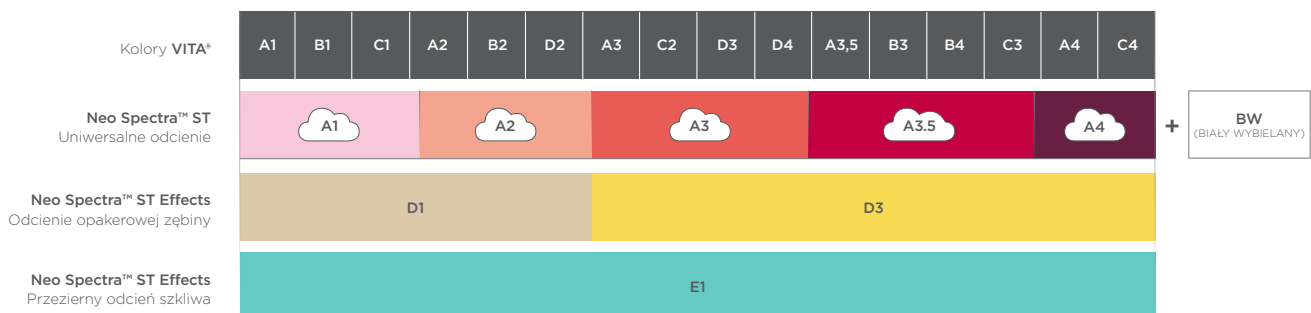 Kolory VITA® A1 B1 C1 A2 B2 D2 A3 C2 D3 D4 A3,5 B3 B4 C3 A4 C4
Neo Spectra™ ST
Uniwersalne odcienie
A1 A2 A3 A3.5 A4 + BW
(BIAŁY WYBIELANY)
Neo Spectra™ ST Effects
Odcienie opakerowej zębiny
D1 D3
Neo Spectra™ ST Effects
Przezierny odcień szkliwa
E1